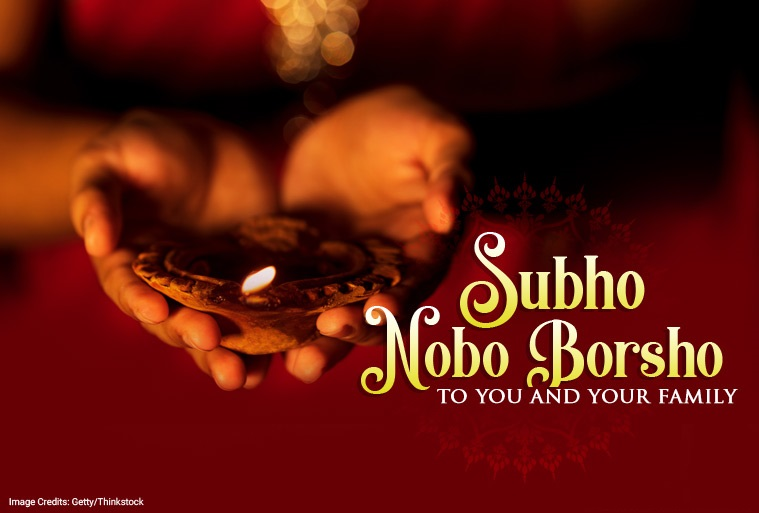 Subho
Nobo Borsho
TO YOU AND YOUR FAMILY
Image Credits: Getty/Thinkstock